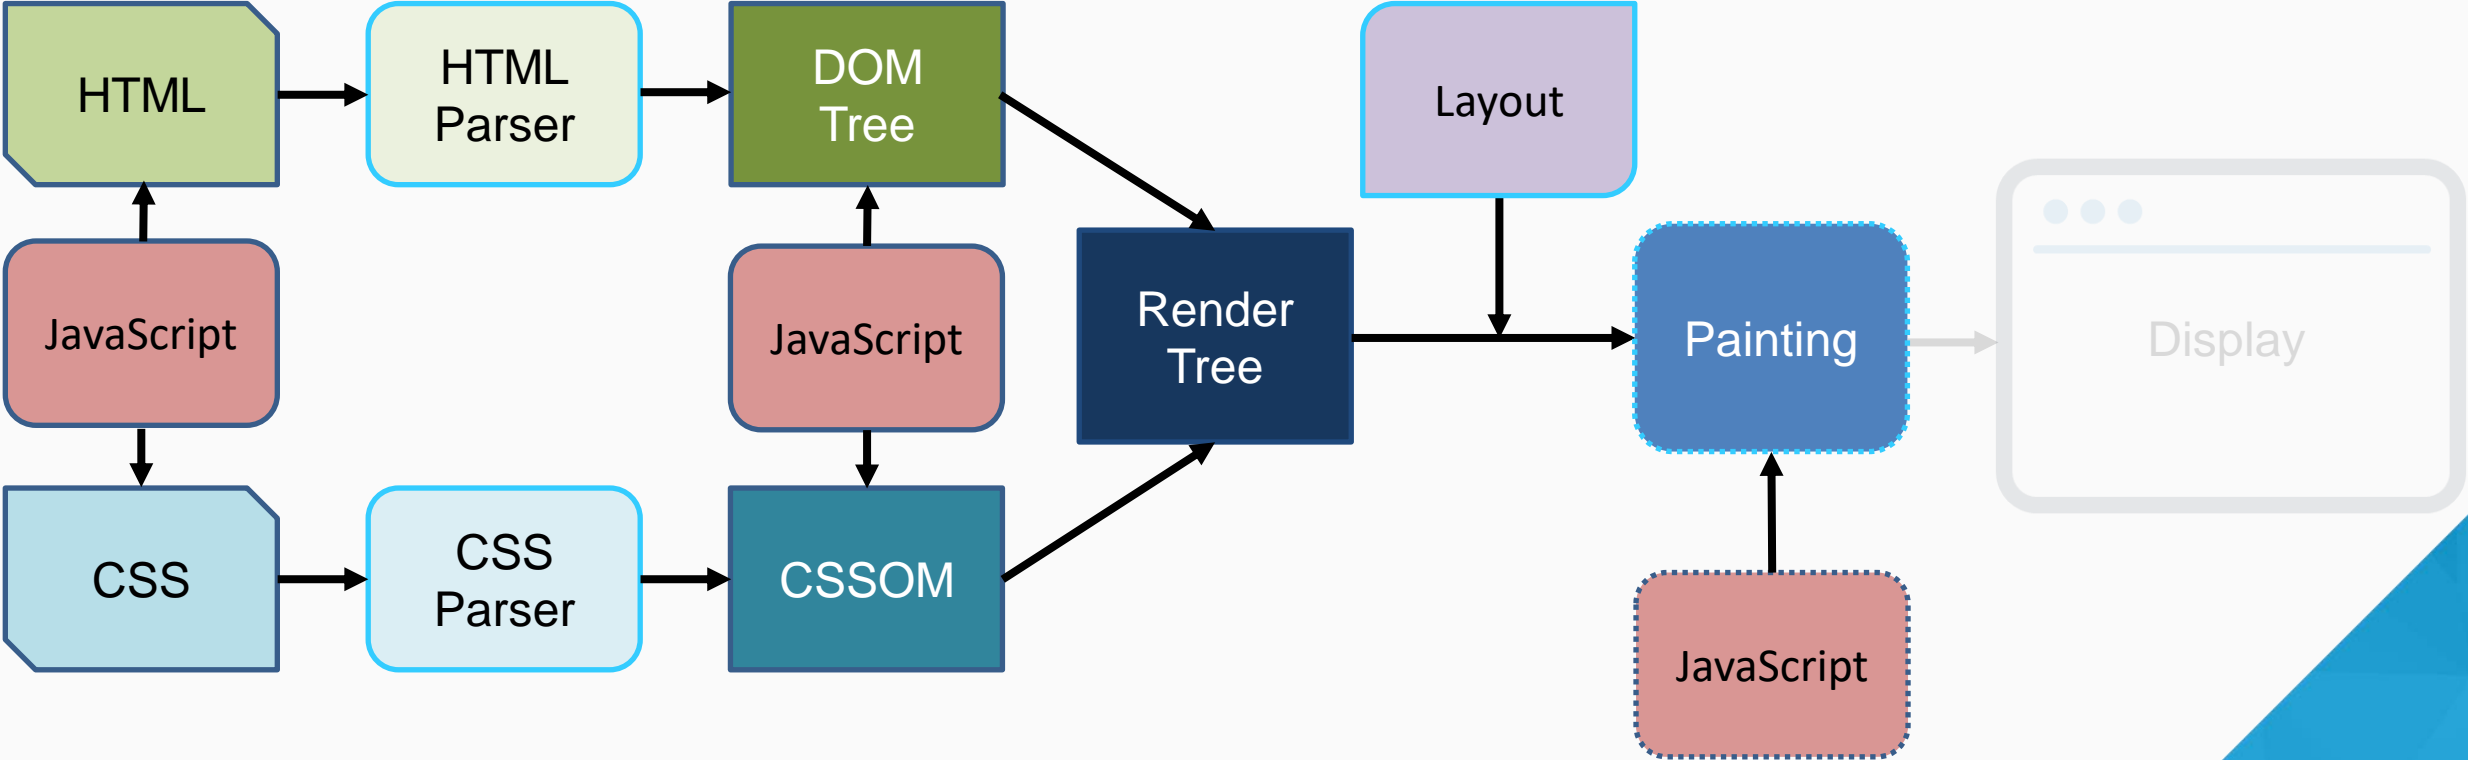 HTML
HTML
Parser
DOM
Tree
Layout
JavaScript
JavaScript
Render
Tree
Painting
Display
CSS
CSS
Parser
CSSOM
JavaScript